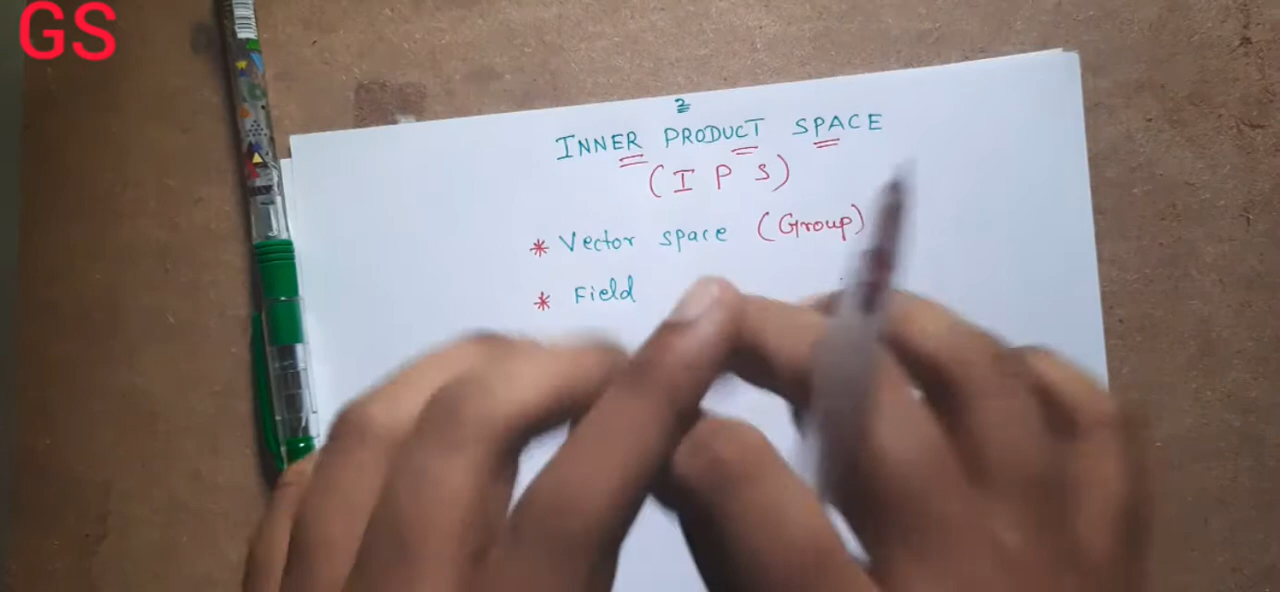 GS
2
INNER PRODUCT SPACE
(I P S)
* Vector space (Group)
* Field